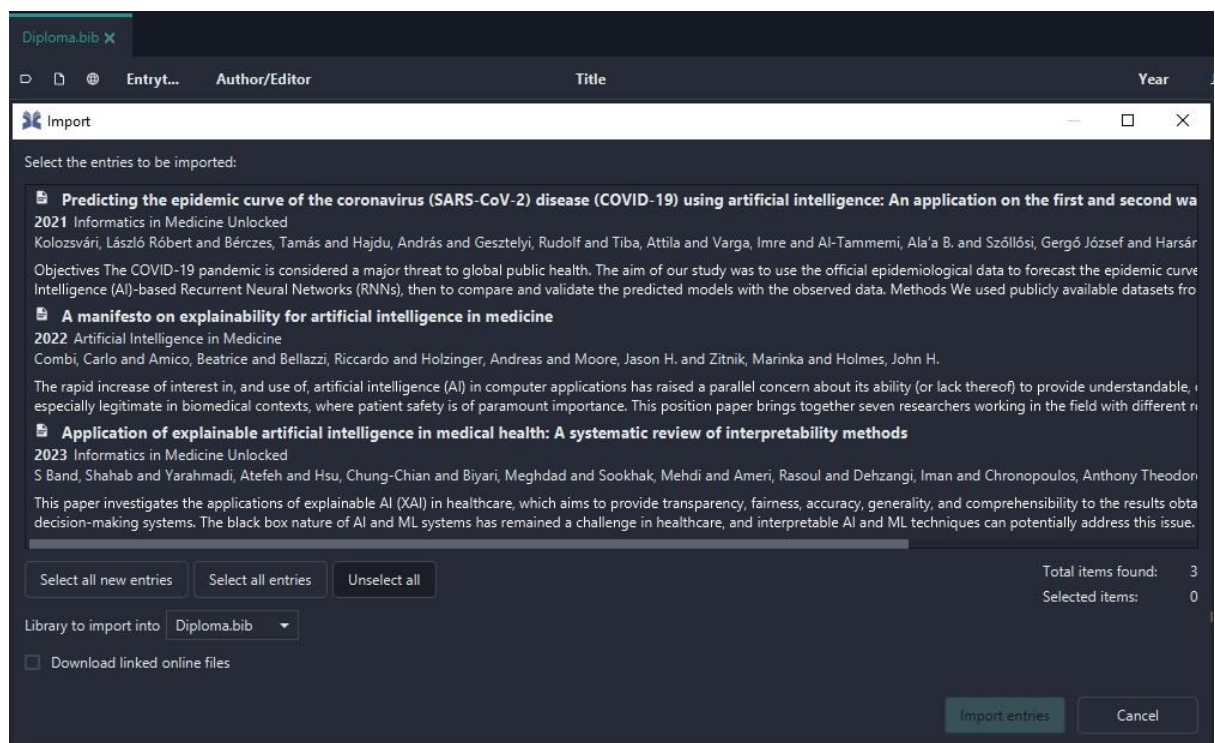 Diploma.bib
Entryt... Author/Editor Title Year
Import
Select the entries to be imported:
Predicting the epidemic curve of the coronavirus (SARS-CoV-2) disease (COVID-19) using artificial intelligence: An application on the first and second wa
2021 Informatics in Medicine Unlocked
Kolozsvári, László Róbert and Bérczes, Tamás and Hajdu, András and Gesztelyi, Rudolf and Tiba, Attila and Varga, Imre and Al-Tammemi, Ala'a B. and Szőllősi, Gergő József and Harsár
Objectives The COVID-19 pandemic is considered a major threat to global public health. The aim of our study was to use the official epidemiological data to forecast the epidemic curve
Intelligence (AI)-based Recurrent Neural Networks (RNNs), then to compare and validate the predicted models with the observed data. Methods We used publicly available datasets fro
A manifesto on explainability for artificial intelligence in medicine
2022 Artificial Intelligence in Medicine
Combi, Carlo and Amico, Beatrice and Bellazzi, Riccardo and Holzinger, Andreas and Moore, Jason H. and Zitnik, Marinka and Holmes, John H.
The rapid increase of interest in, and use of, artificial intelligence (AI) in computer applications has raised a parallel concern about its ability (or lack thereof) to provide understandable,
especially legitimate in biomedical contexts, where patient safety is of paramount importance. This position paper brings together seven researchers working in the field with different
Application of explainable artificial intelligence in medical health: A systematic review of interpretability methods
2023 Informatics in Medicine Unlocked
S Band, Shahab and Yarahmadi, Atefeh and Hsu, Chung-Chian and Biyari, Meghdad and Sookhak, Mehdi and Ameri, Rasoul and Dehzangi, Iman and Chronopoulos, Anthony Theodor
This paper investigates the applications of explainable AI (XAI) in healthcare, which aims to provide transparency, fairness, accuracy, generality, and comprehensibility to the results obta
decision-making systems. The black box nature of AI and ML systems has remained a challenge in healthcare, and interpretable AI and ML techniques can potentially address this issue.
Select all new entries Select all entries Unselect all
Total items found: 3
Selected items: 0
Library to import into Diploma.bib
Download linked online files
Import entries Cancel